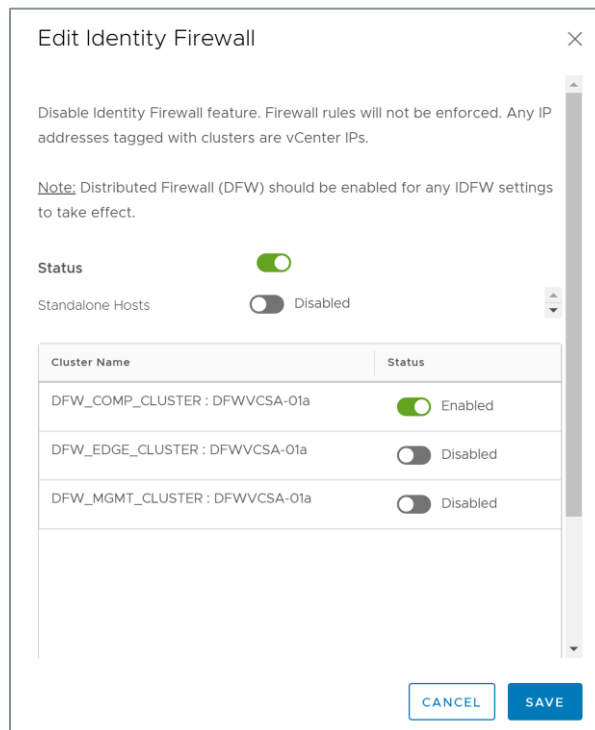 Edit Identity Firewall
Disable Identity Firewall feature. Firewall rules will not be enforced. Any IP
addresses tagged with clusters are vCenter IPs.
Note: Distributed Firewall (DFW) should be enabled for any IDFW settings
to take effect.
Status
Standalone Hosts Disabled
Cluster Name Status
DFW_COMP_CLUSTER : DFWVCSA-01a Enabled
DFW_EDGE_CLUSTER : DFWVCSA-01a Disabled
DFW_MGMT_CLUSTER : DFWVCSA-01a Disabled
CANCEL SAVE